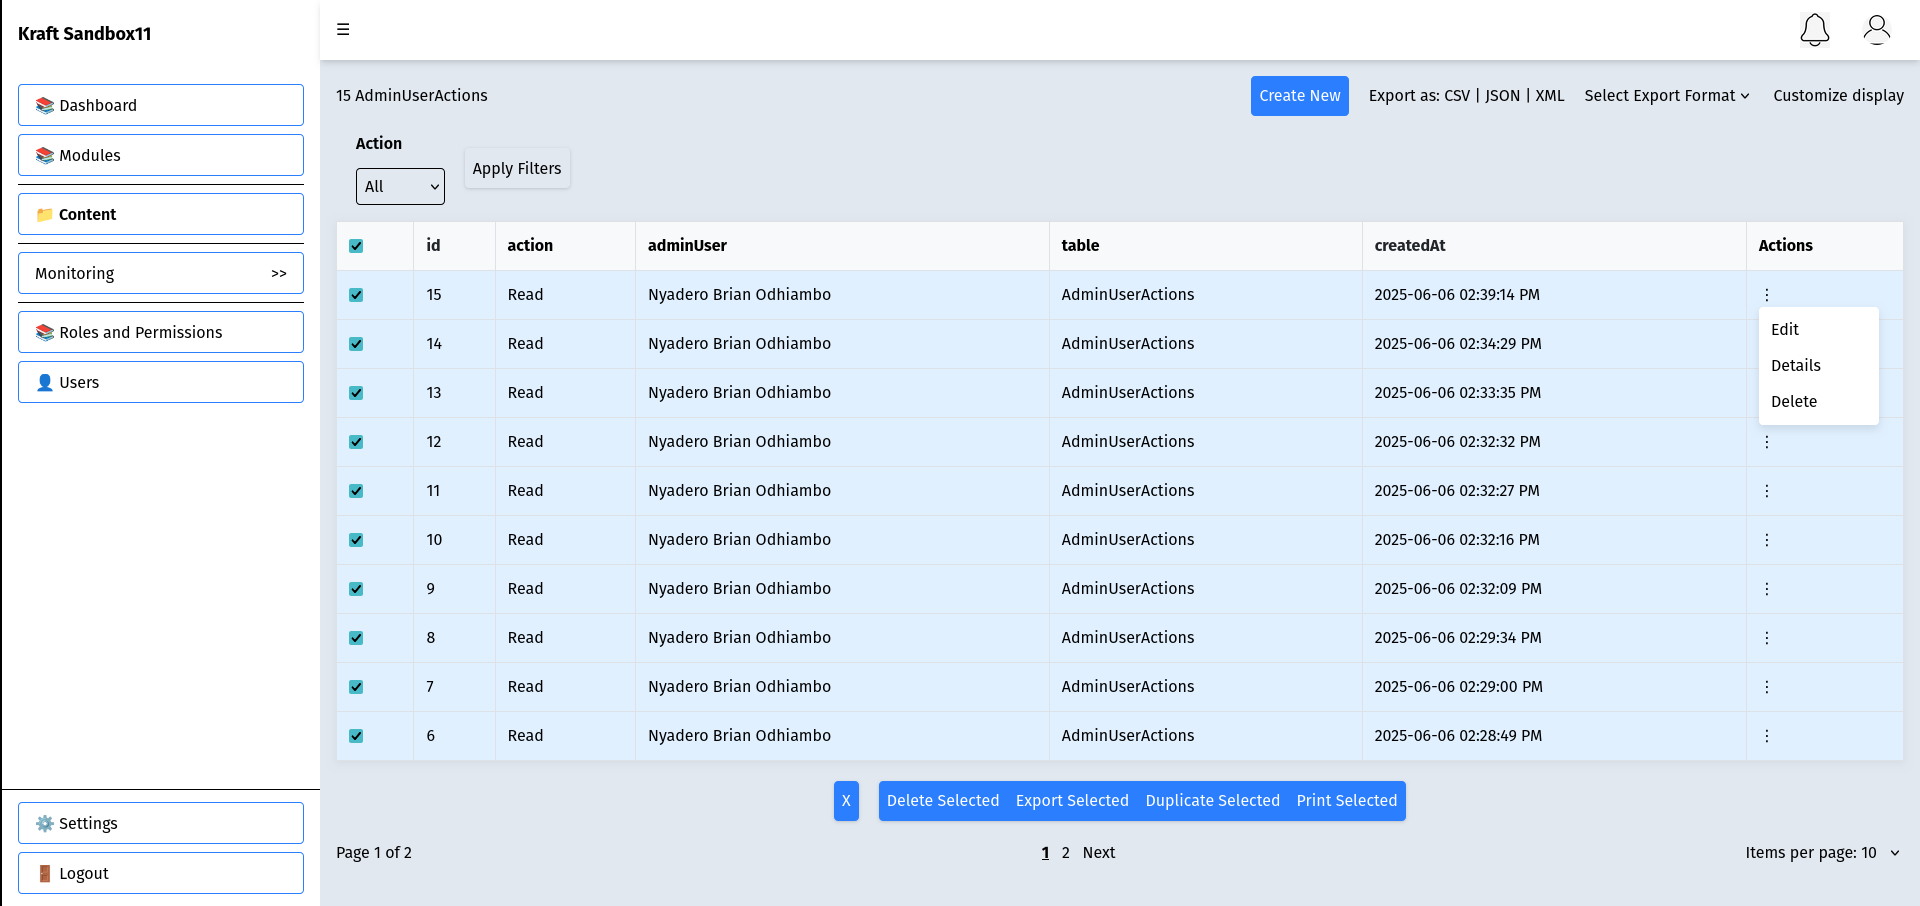 Kraft Sandbox11
☰
📚 Dashboard
📚 Modules
📁 Content
Monitoring >>
📚 Roles and Permissions
👤 Users
⚙️ Settings
🚪 Logout
15 AdminUserActions Create New Export as: CSV | JSON | XML Select Export Format Customize display
Action
All Apply Filters
id action adminUser table createdAt Actions
15 Read Nyadero Brian Odhiambo AdminUserActions 2025-06-06 02:39:14 PM ⋮
Edit
14 Read Nyadero Brian Odhiambo AdminUserActions 2025-06-06 02:34:29 PM
Details
13 Read Nyadero Brian Odhiambo AdminUserActions 2025-06-06 02:33:35 PM
Delete
12 Read Nyadero Brian Odhiambo AdminUserActions 2025-06-06 02:32:32 PM ⋮
11 Read Nyadero Brian Odhiambo AdminUserActions 2025-06-06 02:32:27 PM ⋮
10 Read Nyadero Brian Odhiambo AdminUserActions 2025-06-06 02:32:16 PM ⋮
9 Read Nyadero Brian Odhiambo AdminUserActions 2025-06-06 02:32:09 PM ⋮
8 Read Nyadero Brian Odhiambo AdminUserActions 2025-06-06 02:29:34 PM ⋮
7 Read Nyadero Brian Odhiambo AdminUserActions 2025-06-06 02:29:00 PM ⋮
6 Read Nyadero Brian Odhiambo AdminUserActions 2025-06-06 02:28:49 PM ⋮
X Delete Selected Export Selected Duplicate Selected Print Selected
Page 1 of 2 1 2 Next Items per page: 10